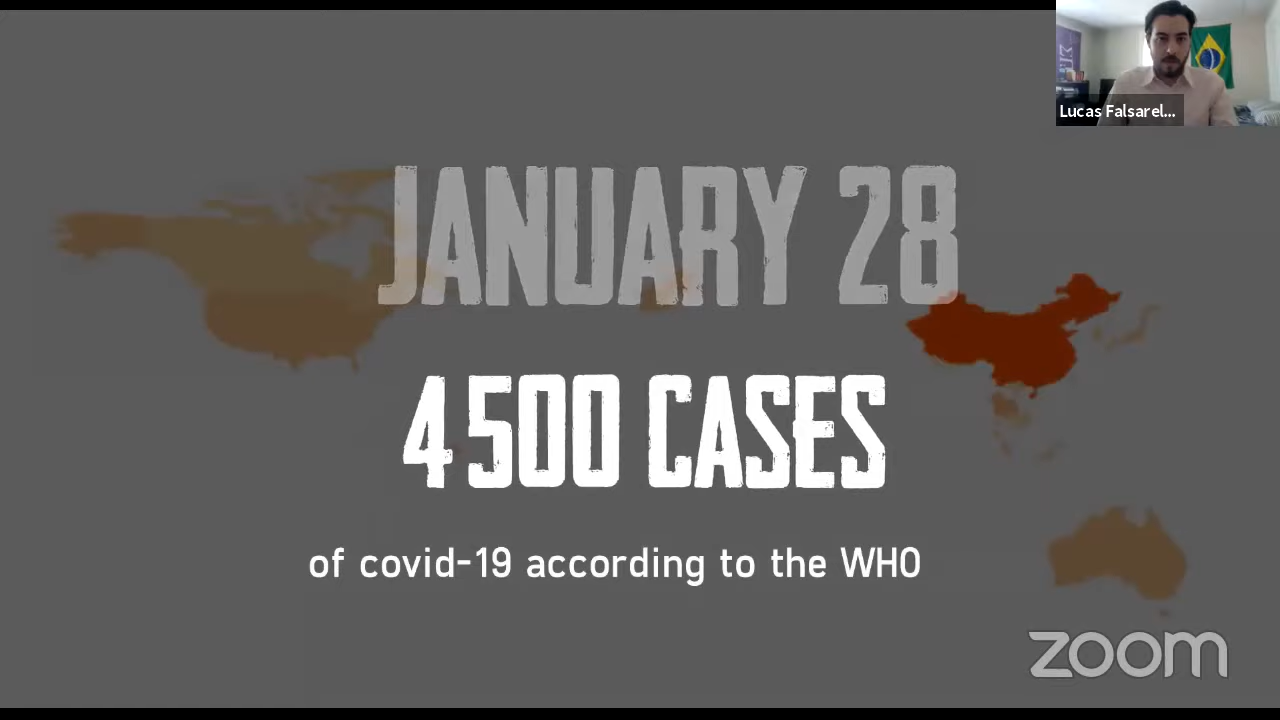 Lucas Falsarel...
JANUARY 28
4 500 CASES
of covid-19 according to the WHO
zoom